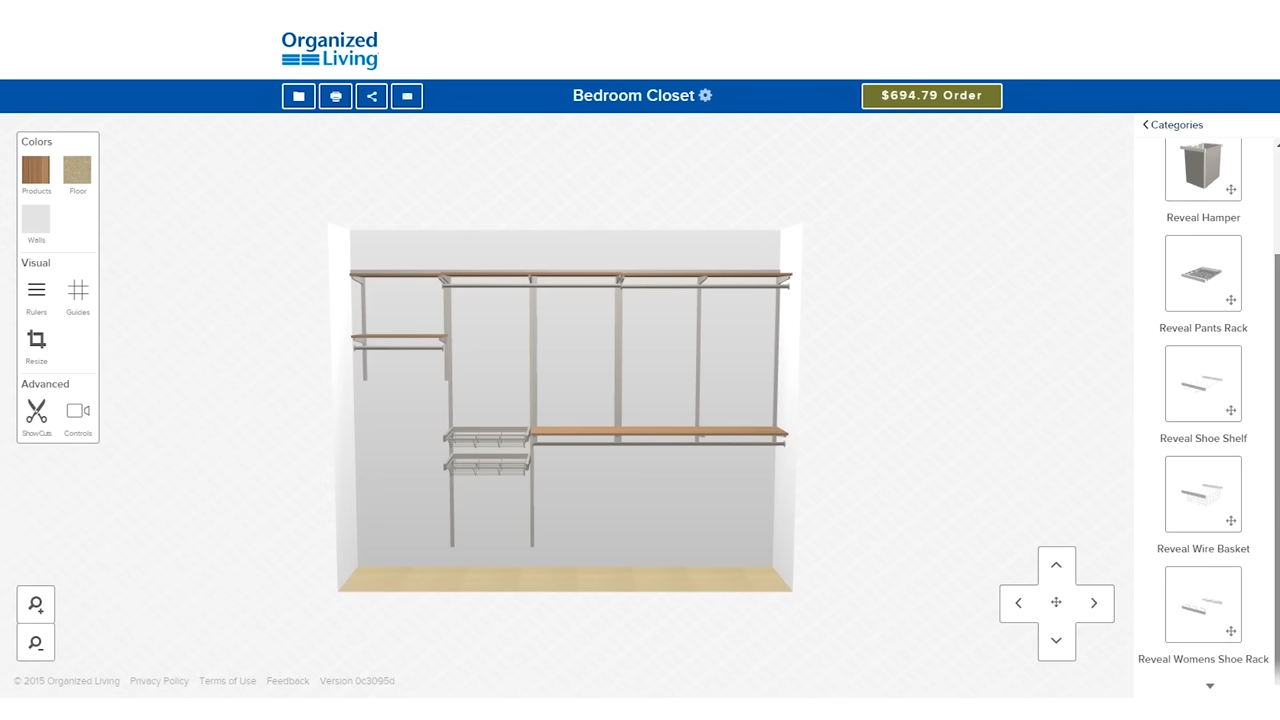 Organized
Living
Bedroom Closet
$694.79 Order
Categories
Colors
Products
Floor
Walls
Visual
Rulers
Guides
Resize
Advanced
ShowCuts
Controls
Reveal Hamper
Reveal Pants Rack
Reveal Shoe Shelf
Reveal Wire Basket
Reveal Womens Shoe Rack
© 2015 Organized Living Privacy Policy Terms of Use Feedback Version 0c3095d